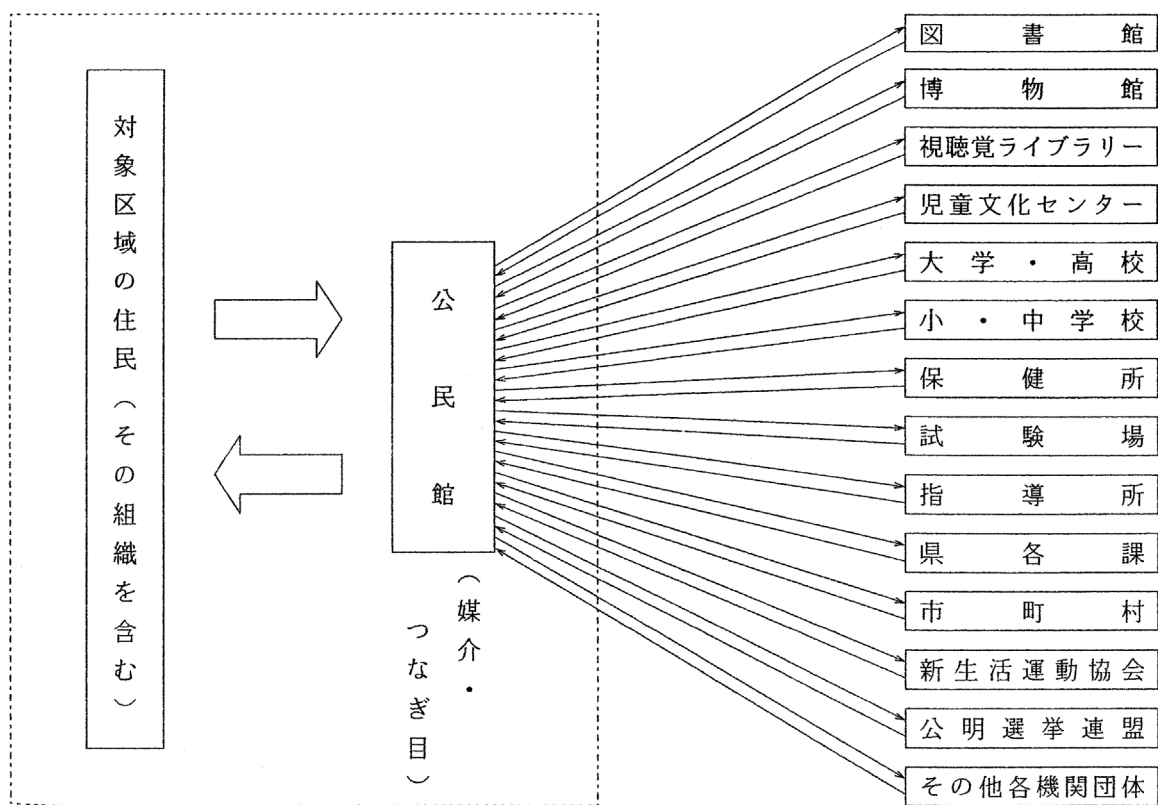 対象区域の住民（その組織を含む）
公民館
（媒介・
つなぎ目）
図書館
博物館
視聴覚ライブラリー
児童文化センター
大学・高校
小・中学校
保健所
試験場
指導所
県各課
市町村
新生活運動協会
公明選挙連盟
その他各機関団体